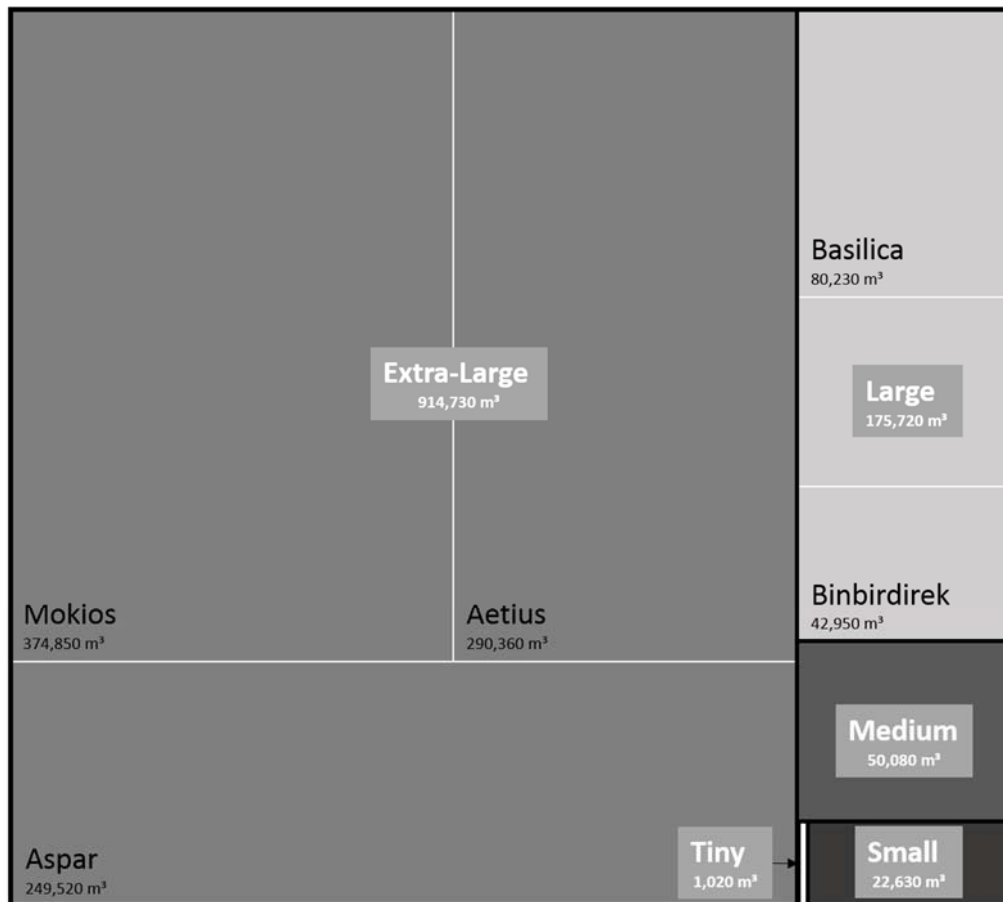 Extra-Large
914,730 m³
Mokios
374,850 m³
Aetius
290,360 m³
Aspar
249,520 m³
Basilica
80,230 m³
Large
175,720 m³
Binbirdirek
42,950 m³
Medium
50,080 m³
Tiny
1,020 m³
Small
22,630 m³